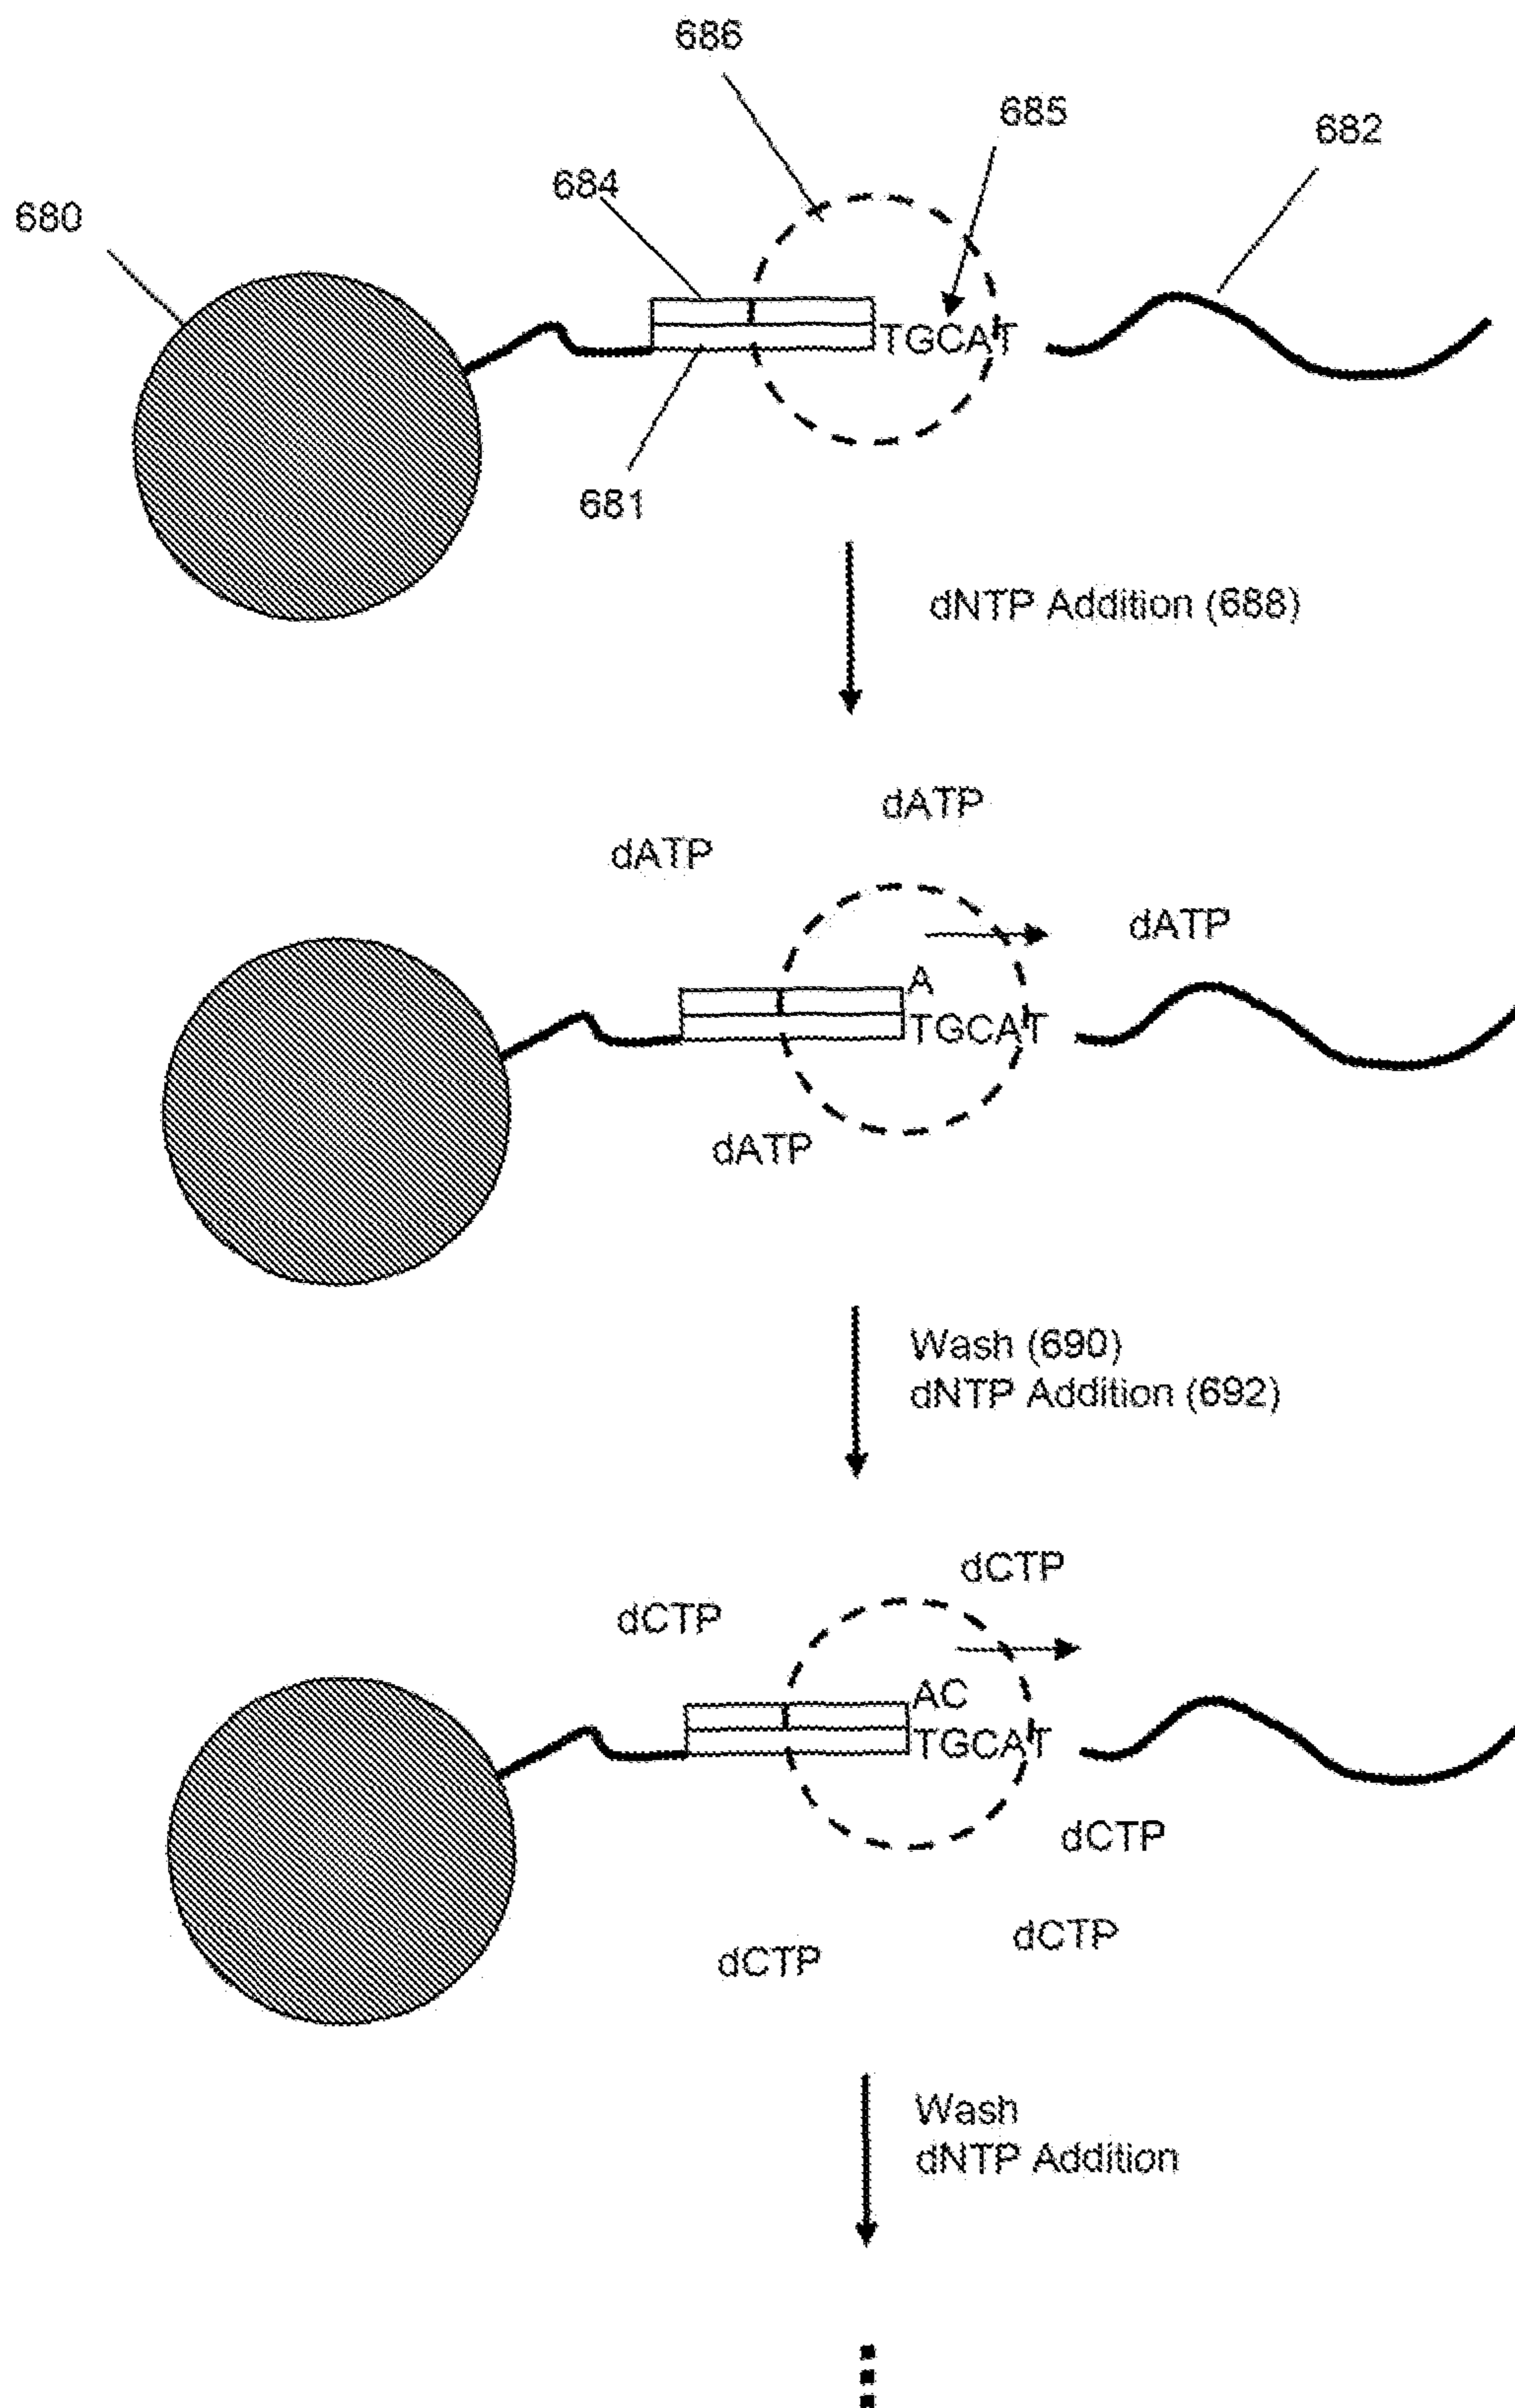 686
685
682
684
680
TGCAT
681
dNTP Addition (688)
dATP
dATP
dATP
A
TGCAT
dATP
Wash (690)
dNTP Addition (692)
dCTP
dCTP
AC
TGCAT
dCTP
dCTP
dCTP
Wash
dNTP Addition